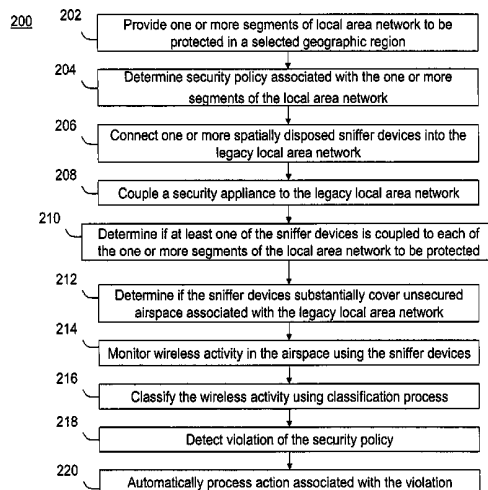 200
202
Provide one or more segments of local area network to be
protected in a selected geographic region
204
Determine security policy associated with the one or more
segments of the local area network
206
Connect one or more spatially disposed sniffer devices into the
legacy local area network
208
Couple a security appliance to the legacy local area network
210
Determine if at least one of the sniffer devices is coupled to each of
the one or more segments of the local area network to be protected
212
Determine if the sniffer devices substantially cover unsecured
airspace associated with the legacy local area network
214
Monitor wireless activity in the airspace using the sniffer devices
216
Classify the wireless activity using classification process
218
Detect violation of the security policy
220
Automatically process action associated with the violation